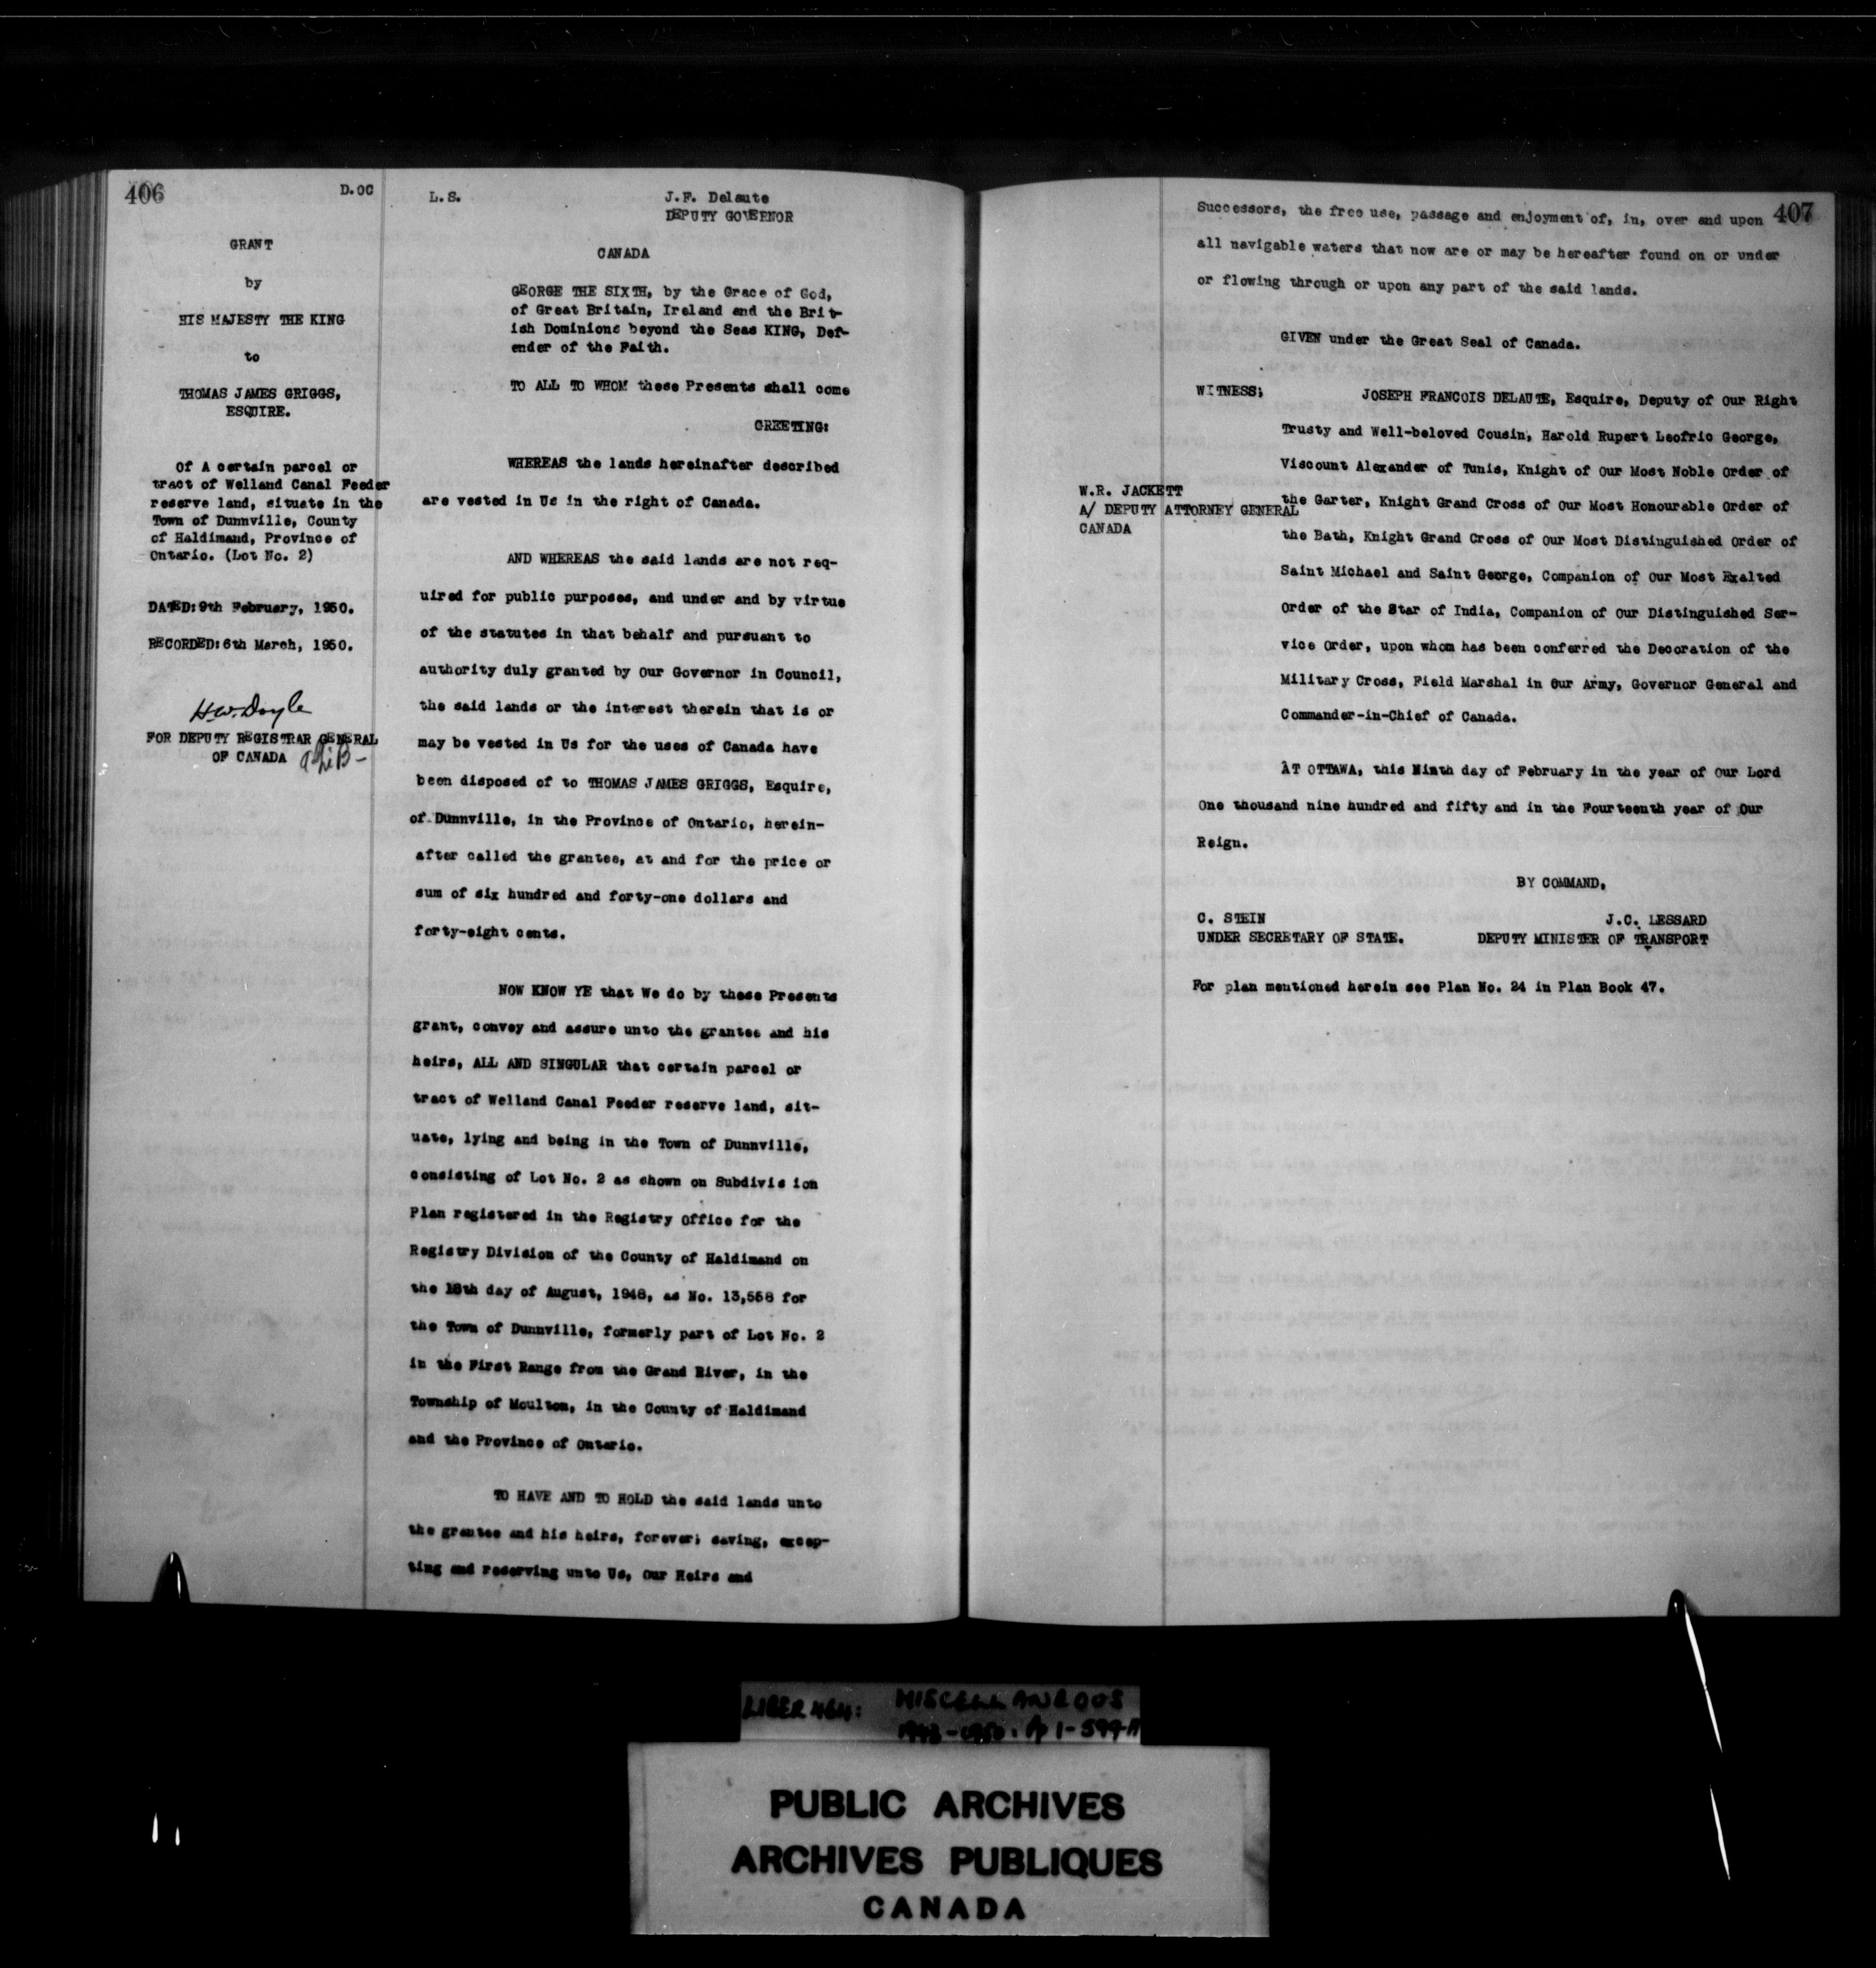 406
D.OC
GRANT
by
HIS MAJESTY THE KING
to
THOMAS JAMES GRIGGS,
ESQUIRE.
Of A certain parcel or
tract of Welland Canal Feeder
reserve land, situate in the
Town of Dunnville, County
of Haldimand, Province of
Ontario. (Lot No. 2)
DATED: 9th February, 1950.
RECORDED: 6th March, 1950.
H.W. Doyle
FOR DEPUTY REGISTRAR GENERAL
OF CANADA
L.S.
J.F. Delaute
DEPUTY GOVERNOR
CANADA
GEORGE THE SIXTH, by the Grace of God,
of Great Britain, Ireland and the Brit-
ish Dominions beyond the Seas KING, Def-
ender of the Faith.
TO ALL TO WHOM these Presents shall come
GREETING:
WHEREAS the lands hereinafter described
are vested in Us in the right of Canada.
AND WHEREAS the said lands are not req-
uired for public purposes, and under and by virtue
of the statutes in that behalf and pursuant to
authority duly granted by Our Governor in Council,
the said lands or the interest therein that is or
may be vested in Us for the uses of Canada have
been disposed of to THOMAS JAMES GRIGGS, Esquire,
of Dunnville, in the Province of Ontario, herein-
after called the grantee, at and for the price or
sum of six hundred and forty-one dollars and
forty-eight cents.
NOW KNOW YE that We do by these Presents
grant, convey and assure unto the grantee and his
heirs, ALL AND SINGULAR that certain parcel or
tract of Welland Canal Feeder reserve land, sit-
uate, lying and being in the Town of Dunnville,
consisting of Lot No. 2 as shown on Subdivision
Plan registered in the Registry Office for the
Registry Division of the County of Haldimand on
the 18th day of August, 1948, as No. 13,558 for
the Town of Dunnville, formerly part of Lot No. 2
in the First Range from the Grand River, in the
Township of Moulton, in the County of Haldimand
and the Province of Ontario.
TO HAVE AND TO HOLD the said lands unto
the grantee and his heirs, forever; saving, excep-
ting and reserving unto Us, Our Heirs and
407
Successors, the free use, passage and enjoyment of, in, over and upon
all navigable waters that now are or may be hereafter found on or under
or flowing through or upon any part of the said lands.
GIVEN under the Great Seal of Canada.
WITNESS;
JOSEPH FRANCOIS DELAUTE, Esquire, Deputy of Our Right
Trusty and Well-beloved Cousin, Harold Rupert Leofric George,
Viscount Alexander of Tunis, Knight of Our Most Noble Order of
the Garter, Knight Grand Cross of Our Most Honourable Order of
the Bath, Knight Grand Cross of Our Most Distinguished Order of
Saint Michael and Saint George, Companion of Our Most Exalted
Order of the Star of India, Companion of Our Distinguished Ser-
vice Order, upon whom has been conferred the Decoration of the
Military Cross, Field Marshal in Our Army, Governor General and
Commander-in-Chief of Canada.
W.R. JACKETT
A/ DEPUTY ATTORNEY GENERAL
CANADA
AT OTTAWA, this Ninth day of February in the year of Our Lord
One thousand nine hundred and fifty and in the Fourteenth year of Our
Reign.
BY COMMAND,
C. STEIN
UNDER SECRETARY OF STATE.
J.C. LESSARD
DEPUTY MINISTER OF TRANSPORT
For plan mentioned herein see Plan No. 24 in Plan Book 47.
LIBER 464: MISCELLANEOUS
PUBLIC ARCHIVES
ARCHIVES PUBLIQUES
CANADA